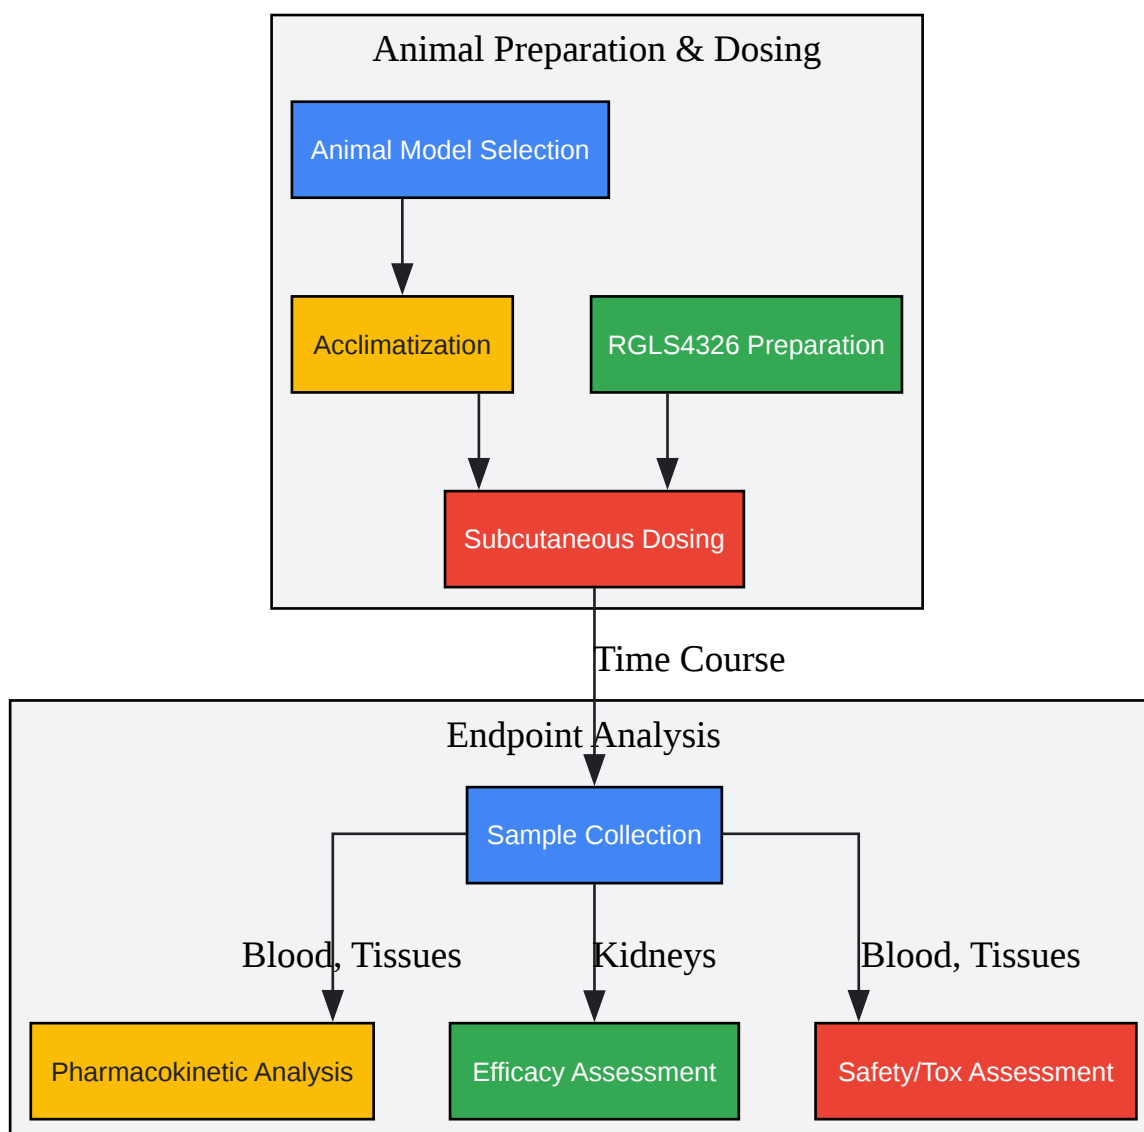 Animal Preparation & Dosing
Animal Model Selection
Acclimatization
RGLS4326 Preparation
Subcutaneous Dosing
Time Course
Endpoint Analysis
Sample Collection
Blood, Tissues
Kidneys
Blood, Tissues
Pharmacokinetic Analysis
Efficacy Assessment
Safety/Tox Assessment